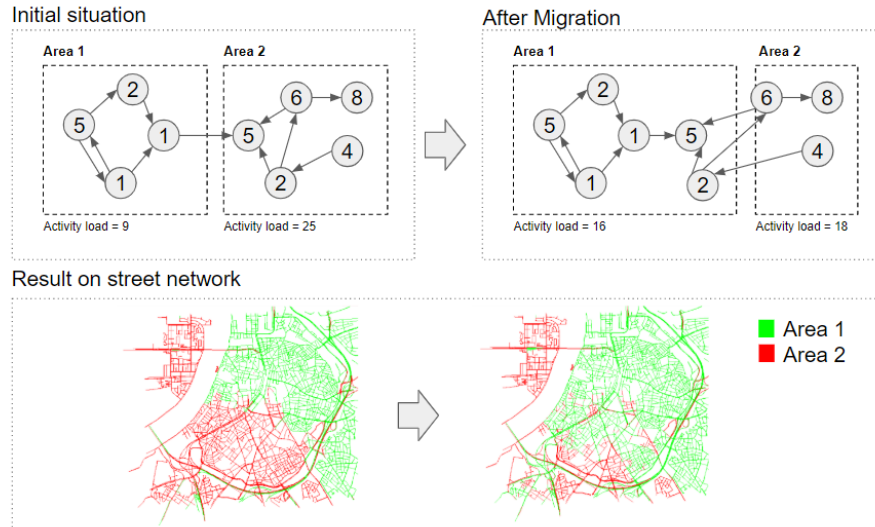 Initial situation
After Migration
Area 1
Area 2
Area 1
Area 2
2
6
8
2
6
8
5
1
5
4
5
1
5
4
1
2
1
2
Activity load = 9
Activity load = 25
Activity load = 16
Activity load = 18
Result on street network
Area 1
Area 2